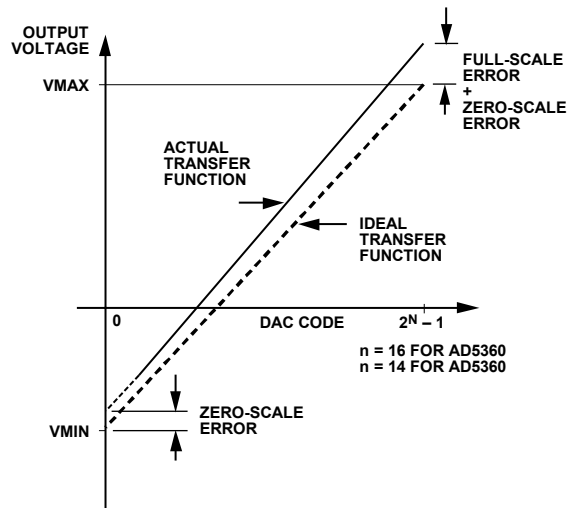 OUTPUT
VOLTAGE
VMAX
FULL-SCALE
ERROR
+
ZERO-SCALE
ERROR
ACTUAL
TRANSFER
FUNCTION
IDEAL
TRANSFER
FUNCTION
0
DAC CODE
2ᴺ – 1
n = 16 FOR AD5360
n = 14 FOR AD5360
ZERO-SCALE
ERROR
VMIN